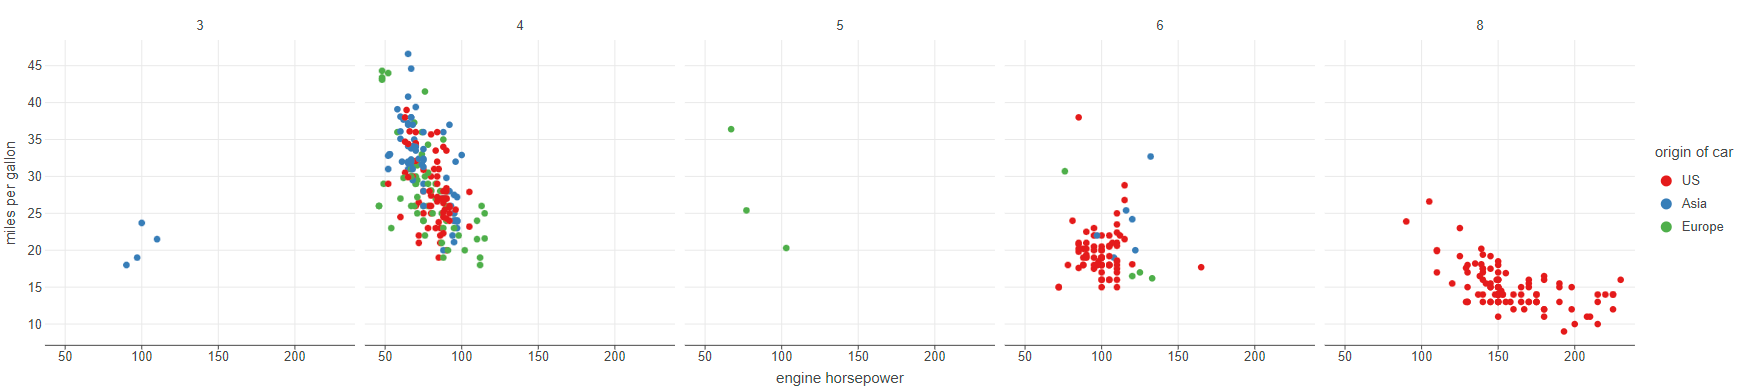 3 4 5 6 8
45
40
35
30
25
20
15
10
miles per gallon
50 100 150 200 50 100 150 200 50 100 150 200 50 100 150 200 50 100 150 200
engine horsepower
origin of car
US
Asia
Europe